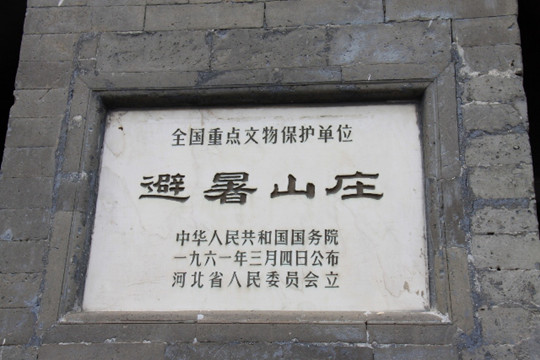 全国重点文物保护单位
避暑山庄
中华人民共和国国务院
一九六一年三月四日公布
河北省人民委员会立